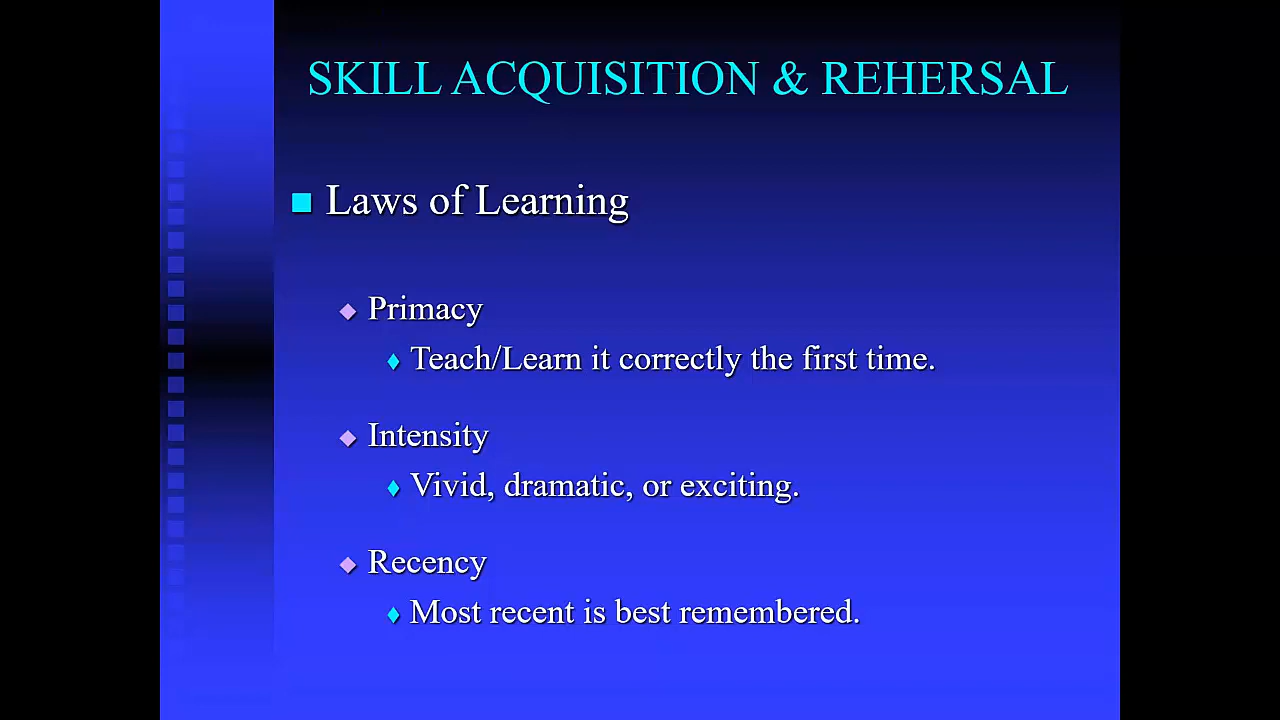 SKILL ACQUISITION & REHERSAL
Laws of Learning
Primacy
Teach/Learn it correctly the first time.
Intensity
Vivid, dramatic, or exciting.
Recency
Most recent is best remembered.